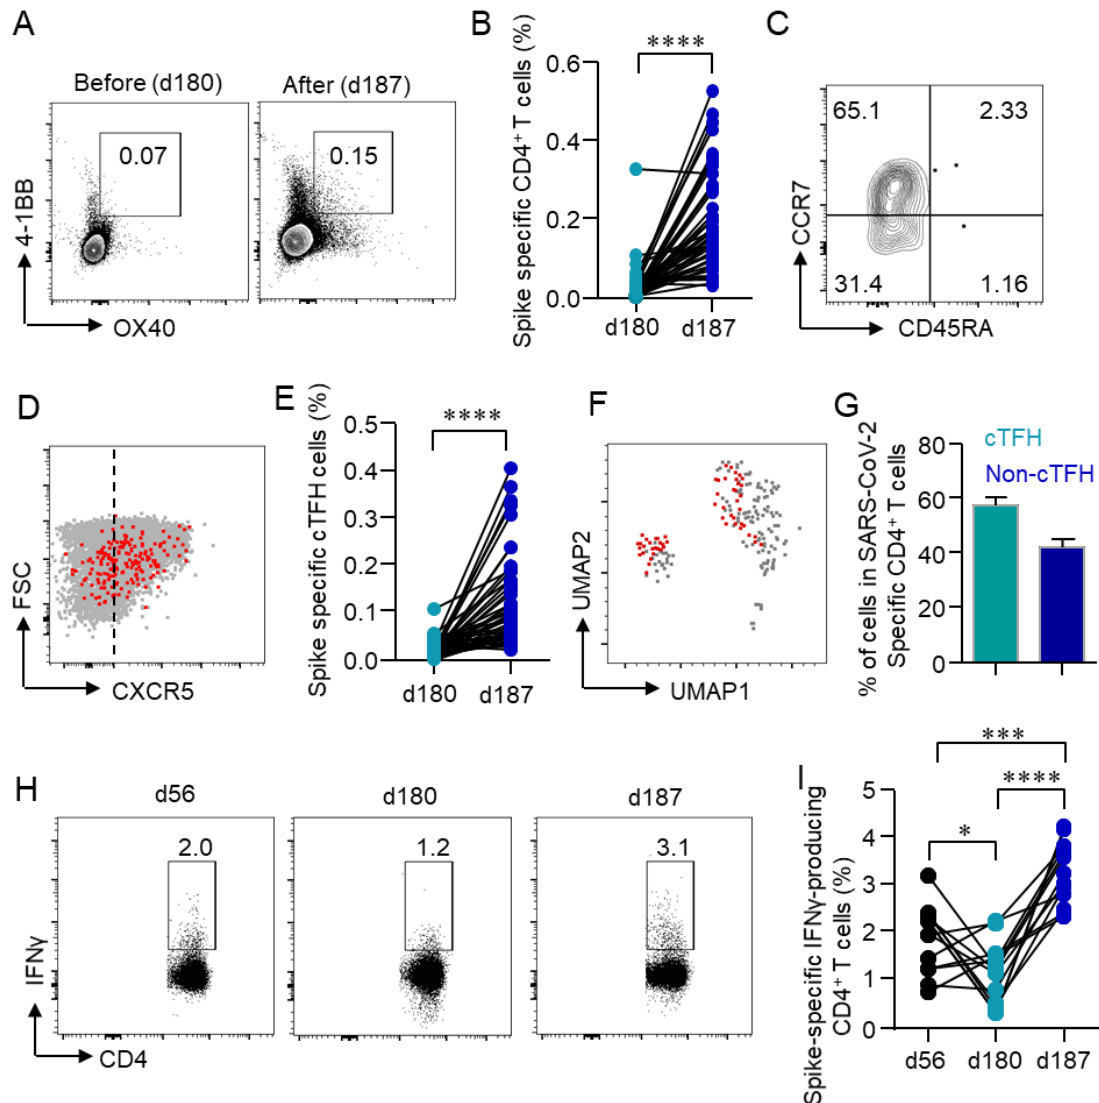 A
Before (d180)
After (d187)
0.07
0.15
4-1BB
OX40
B
****
Spike specific CD4⁺ T cells (%)
0.6
0.4
0.2
0.0
d180
d187
C
65.1
2.33
31.4
1.16
CCR7
CD45RA
D
FSC
CXCR5
E
****
Spike specific cTFH cells (%)
0.5
0.4
0.3
0.2
0.1
0.0
d180
d187
F
UMAP2
UMAP1
G
cTFH
Non-cTFH
% of cells in SARS-CoV-2
Specific CD4⁺ T cells
80
60
40
20
0
H
d56
d180
d187
2.0
1.2
3.1
IFNγ
CD4
I
***
****
*
Spike-specific IFNγ-producing
CD4⁺ T cells (%)
5
4
3
2
1
0
d56
d180
d187